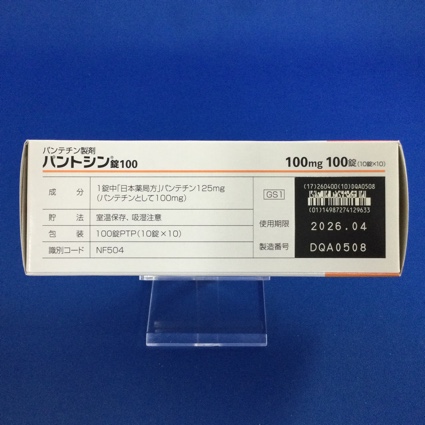 パンテチン製剤
パントシン®錠100
100mg 100錠(10錠×10)
成分 1錠中「日本薬局方」パンテチン125mg
(パンテチンとして100mg)
貯法 室温保存、吸湿注意
包装 100錠PTP(10錠×10)
識別コード NF504
GS1
(17)260400(10)DQA0508
(01)14987274129633
使用期限 2026.04
製造番号 DQA0508